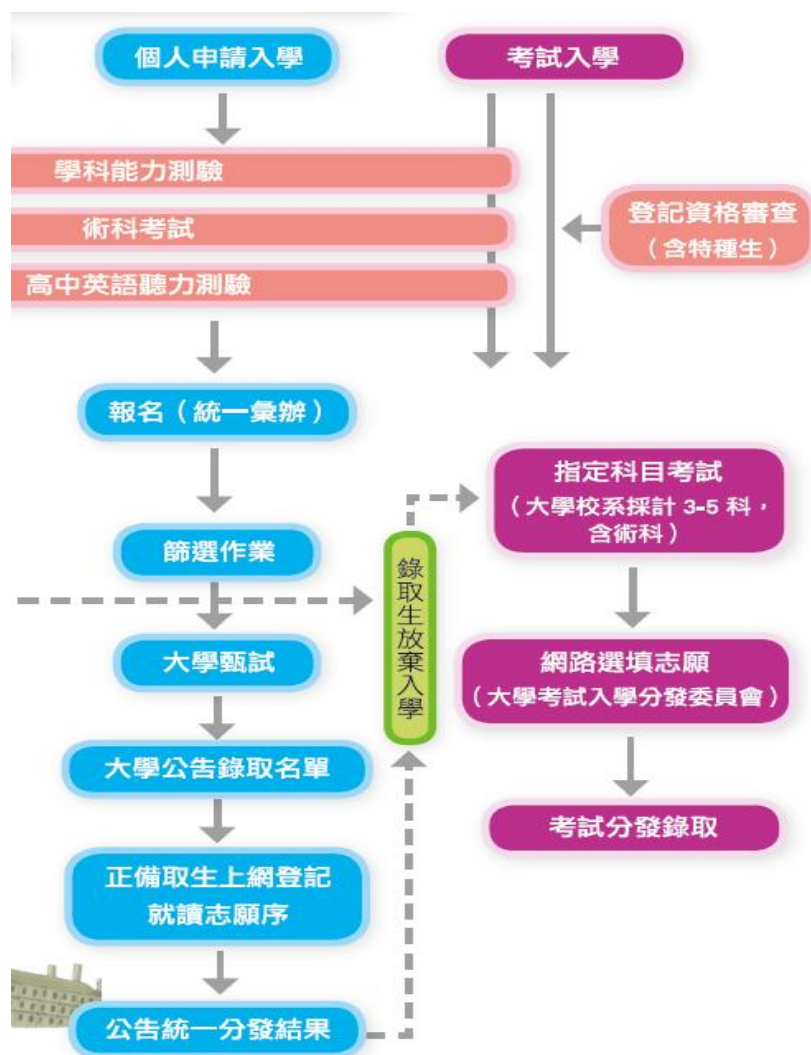 個人申請入學
考試入學
學科能力測驗
術科考試
高中英語聽力測驗
登記資格審查
（含特種生）
報名（統一彙辦）
篩選作業
大學甄試
大學公告錄取名單
正備取生上網登記
就讀志願序
公告統一分發結果
錄取生放棄入學
指定科目考試
（大學校系採計 3-5 科，
含術科）
網路選填志願
（大學考試入學分發委員會）
考試分發錄取